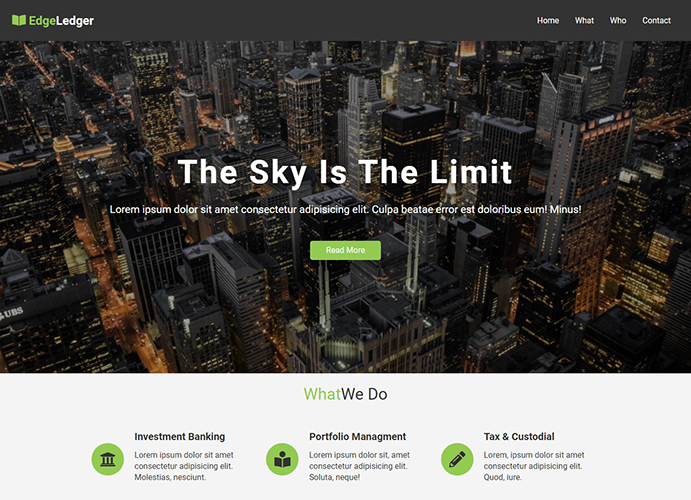 EdgeLedger
Home What Who Contact
The Sky Is The Limit
Lorem ipsum dolor sit amet consectetur adipisicing elit. Culpa beatae error est doloribus eum! Minus!
Read More
UBS
WhatWe Do
Investment Banking
Lorem ipsum dolor sit amet
consectetur adipisicing elit.
Molestias, nesciunt.
Portfolio Managment
Lorem ipsum dolor sit amet
consectetur adipisicing elit.
Soluta, neque!
Tax & Custodial
Lorem, ipsum dolor sit amet
consectetur adipisicing elit.
Quod, iure.